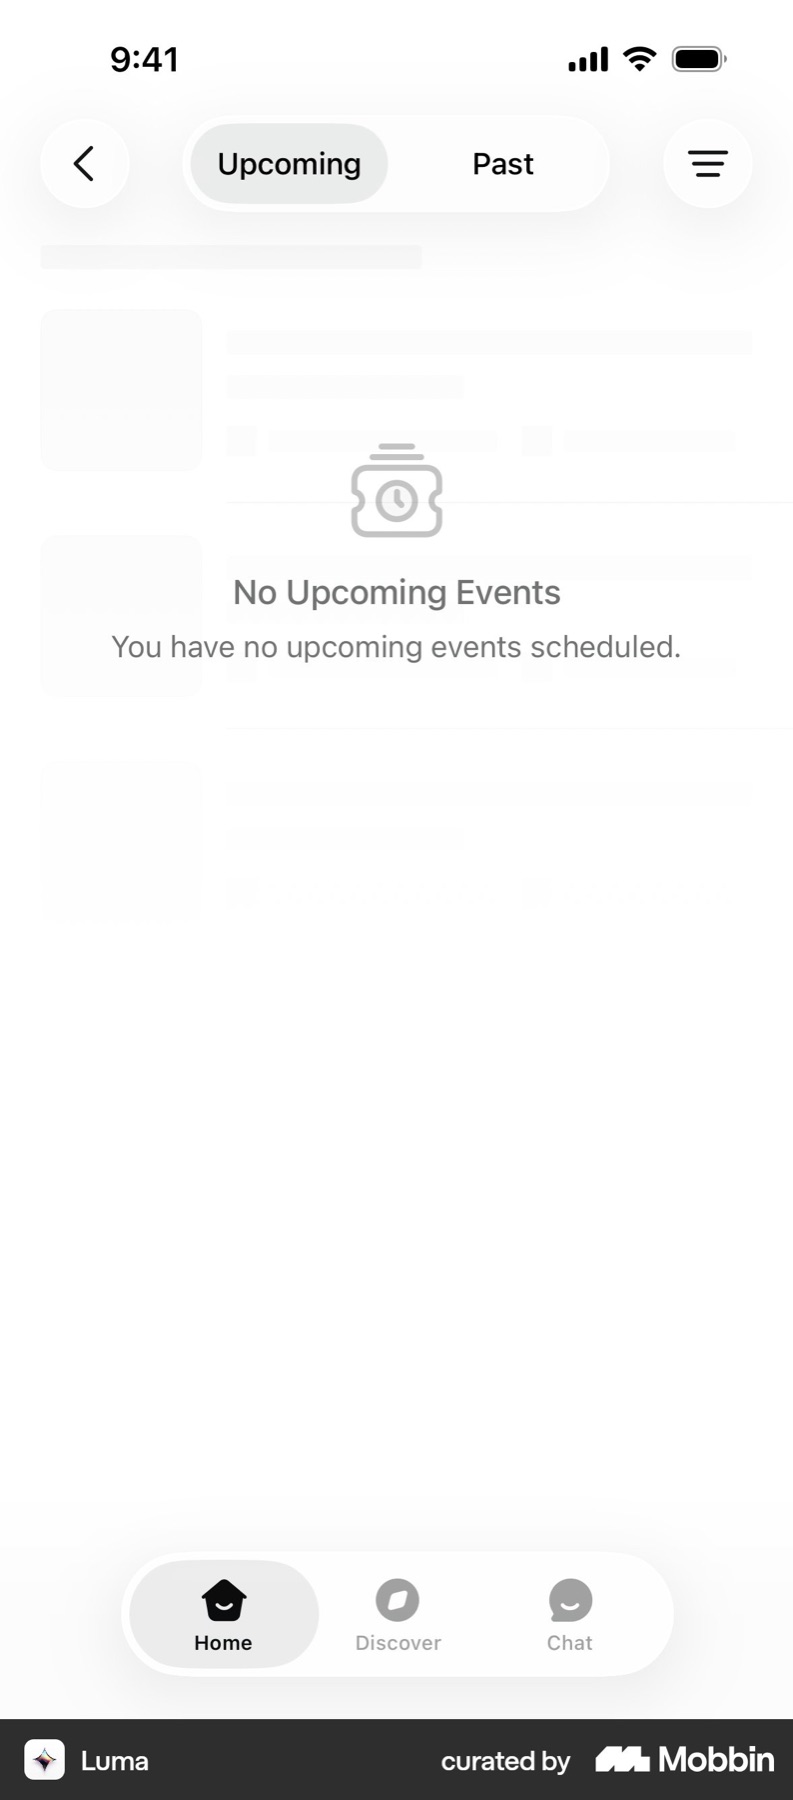 9:41
Upcoming Past
No Upcoming Events
You have no upcoming events scheduled.
Home Discover Chat
Luma curated by Mobbin